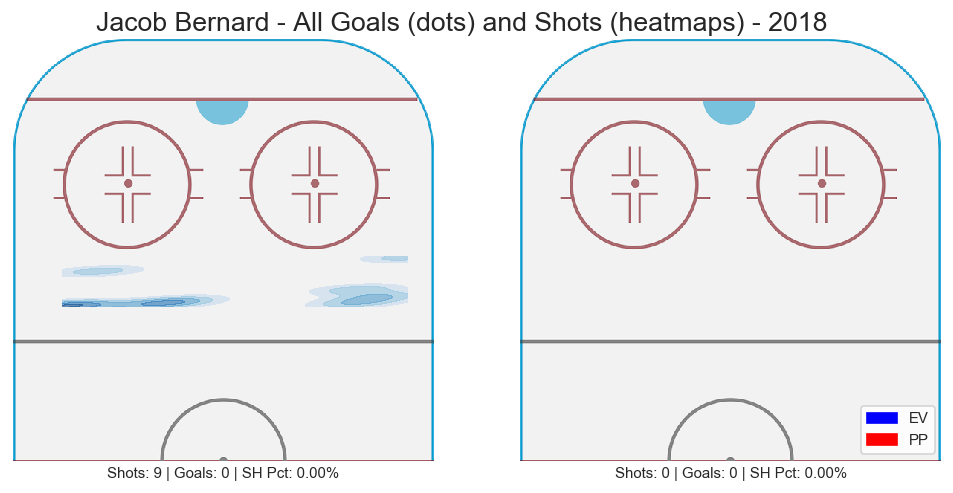 Jacob Bernard - All Goals (dots) and Shots (heatmaps) - 2018
EV
PP
Shots: 9 | Goals: 0 | SH Pct: 0.00%
Shots: 0 | Goals: 0 | SH Pct: 0.00%